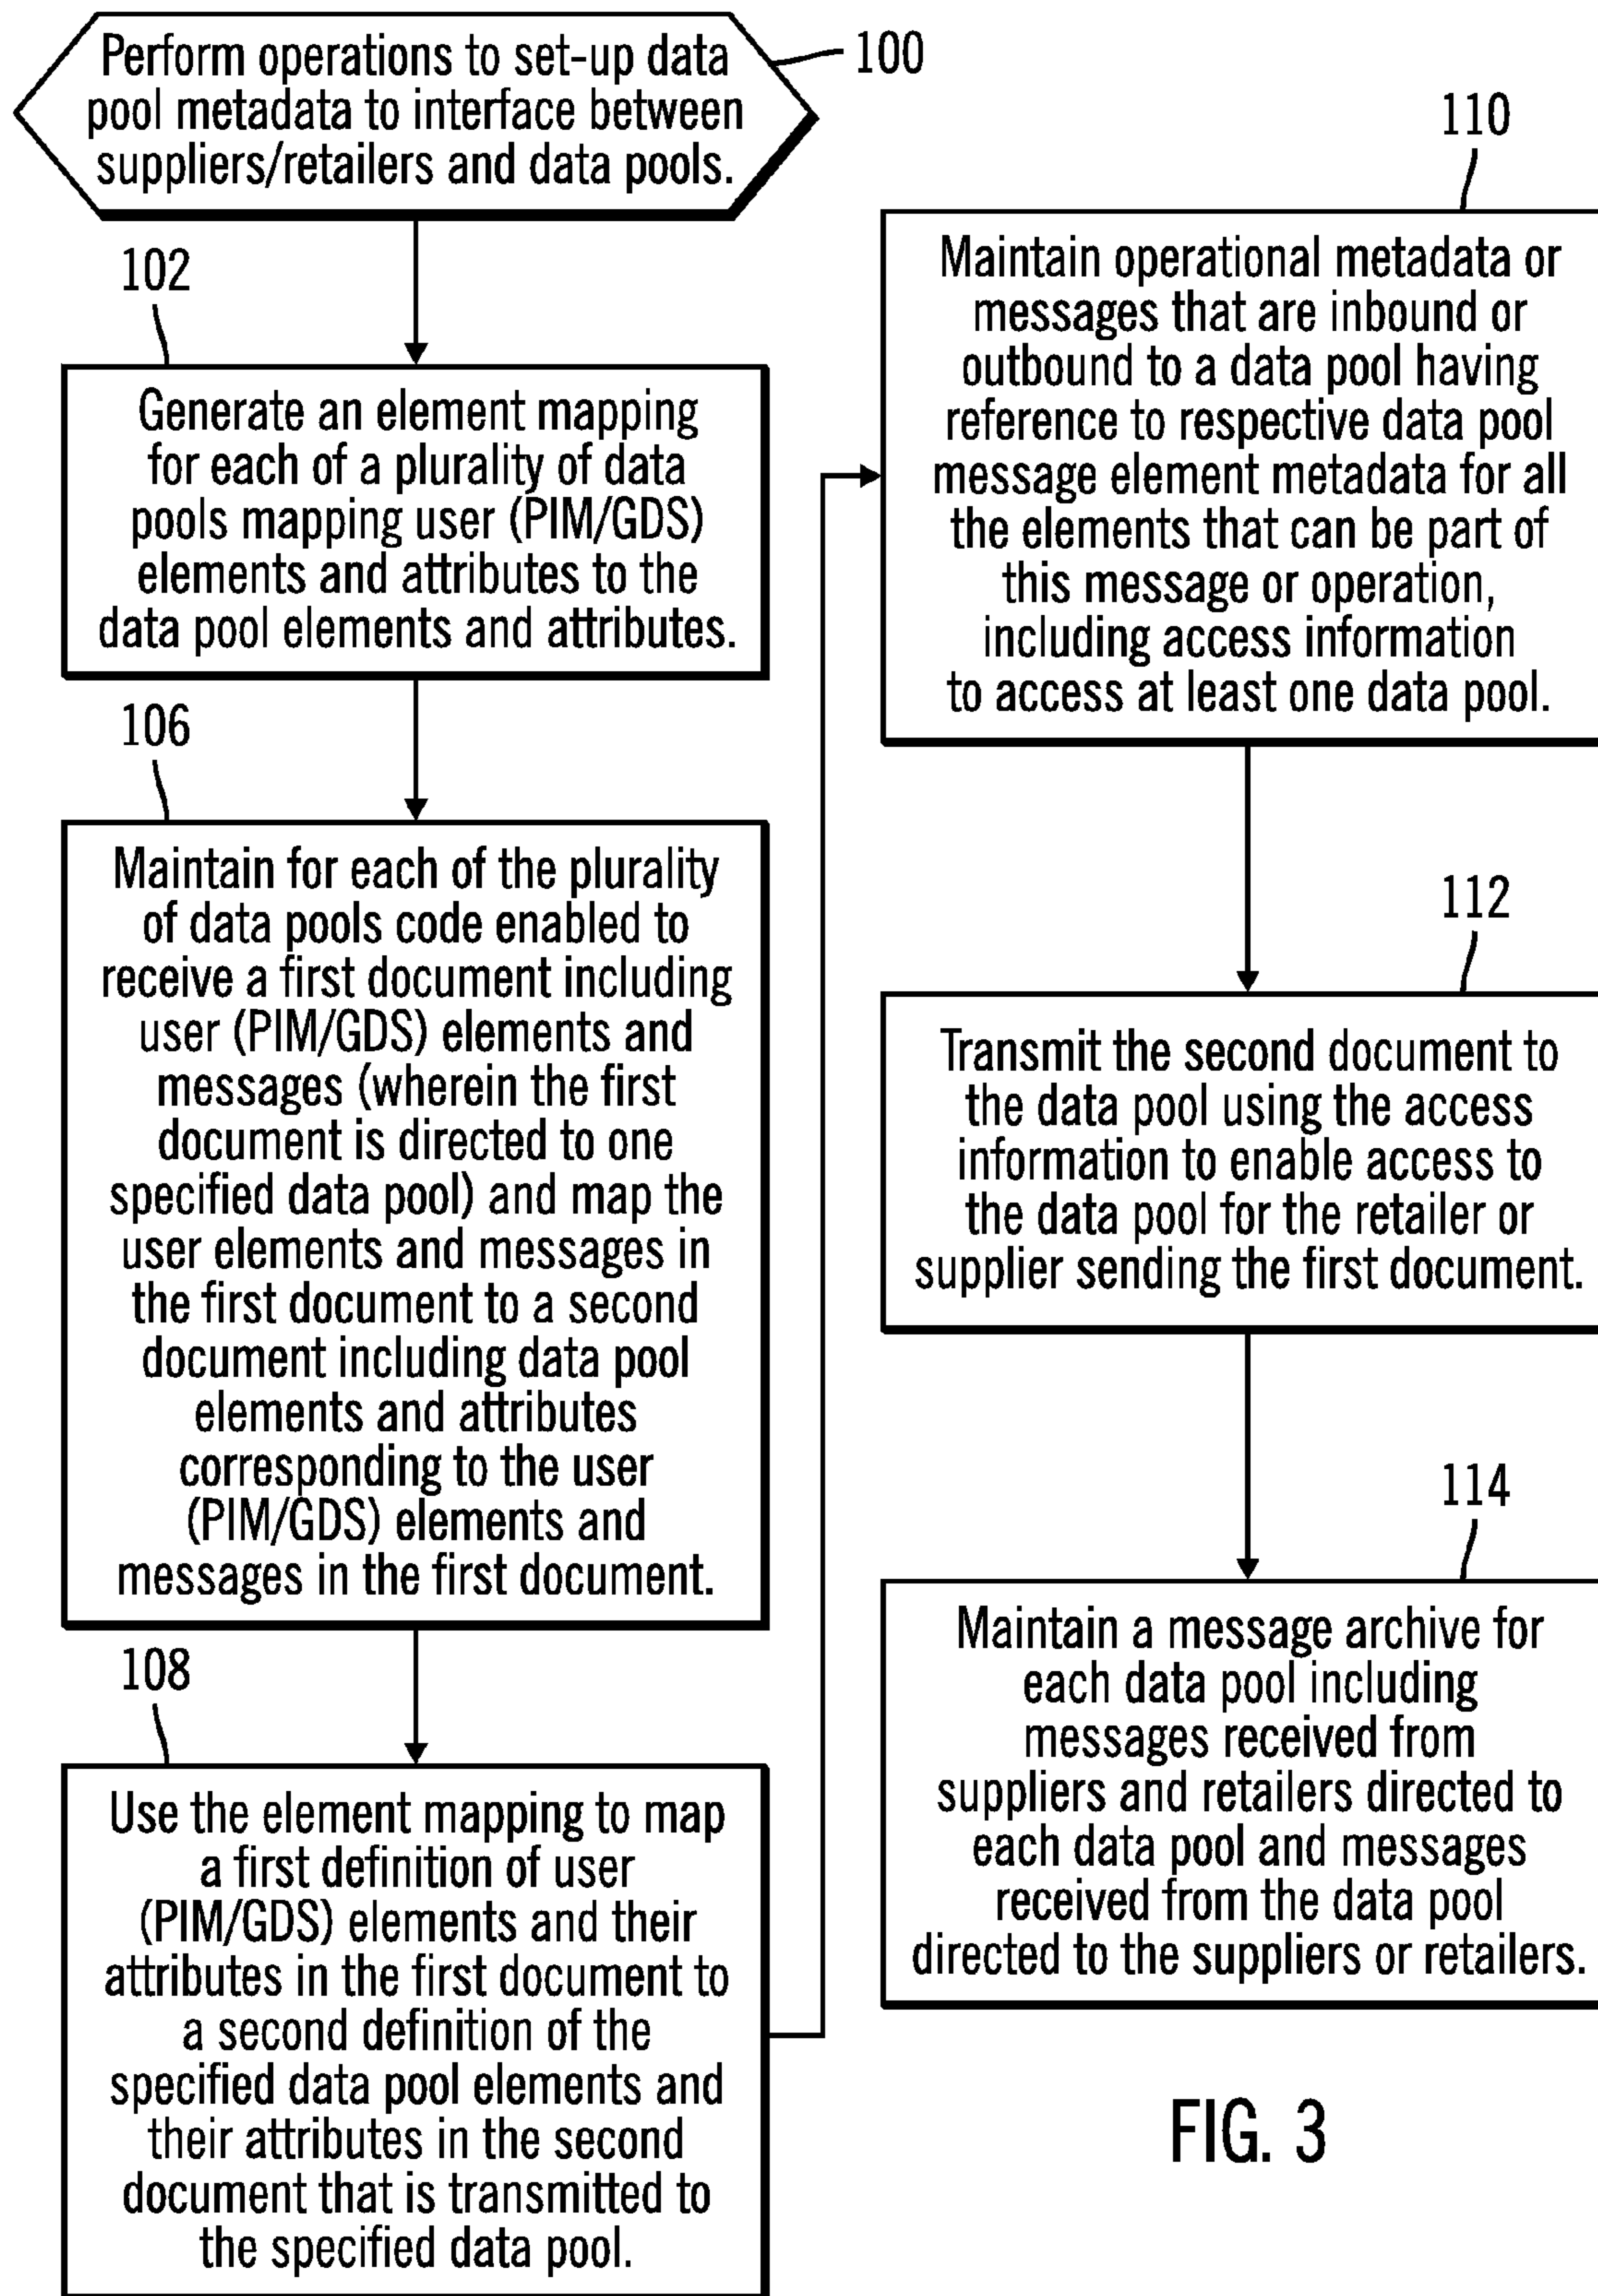 Perform operations to set-up data
pool metadata to interface between
suppliers/retailers and data pools.
100
102
Generate an element mapping
for each of a plurality of data
pools mapping user (PIM/GDS)
elements and attributes to the
data pool elements and attributes.
106
Maintain for each of the plurality
of data pools code enabled to
receive a first document including
user (PIM/GDS) elements and
messages (wherein the first
document is directed to one
specified data pool) and map the
user elements and messages in
the first document to a second
document including data pool
elements and attributes
corresponding to the user
(PIM/GDS) elements and
messages in the first document.
108
Use the element mapping to map
a first definition of user
(PIM/GDS) elements and their
attributes in the first document to
a second definition of the
specified data pool elements and
their attributes in the second
document that is transmitted to
the specified data pool.
110
Maintain operational metadata or
messages that are inbound or
outbound to a data pool having
reference to respective data pool
message element metadata for all
the elements that can be part of
this message or operation,
including access information
to access at least one data pool.
112
Transmit the second document to
the data pool using the access
information to enable access to
the data pool for the retailer or
supplier sending the first document.
114
Maintain a message archive for
each data pool including
messages received from
suppliers and retailers directed to
each data pool and messages
received from the data pool
directed to the suppliers or retailers.
FIG. 3